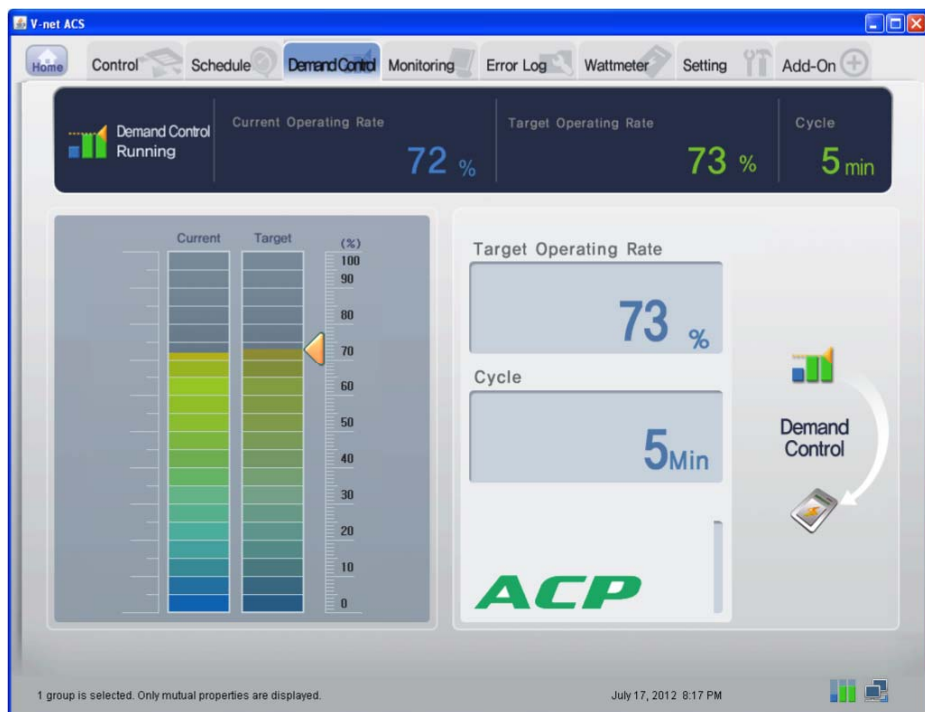 V-net ACS
Home
Control
Schedule
Demand Control
Monitoring
Error Log
Wattmeter
Setting
Add-On
Demand Control
Running
Current Operating Rate
72 %
Target Operating Rate
73 %
Cycle
5 min
Current
Target
(%)
100
90
80
70
60
50
40
30
20
10
0
Target Operating Rate
73 %
Cycle
5 Min
ACP
Demand
Control
1 group is selected. Only mutual properties are displayed.
July 17, 2012 8:17 PM